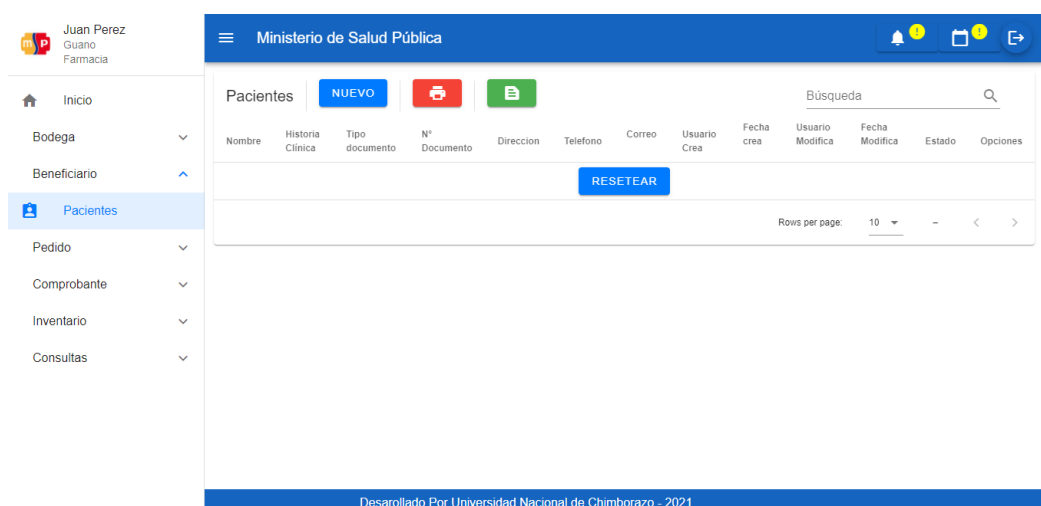 Juan Perez
Guano
Farmacia
Ministerio de Salud Pública
Inicio
Bodega
Beneficiario
Pacientes
Pedido
Comprobante
Inventario
Consultas
Pacientes NUEVO Búsqueda
Nombre Historia Clínica Tipo documento N° Documento Direccion Telefono Correo Usuario Crea Fecha crea Usuario Modifica Fecha Modifica Estado Opciones
RESETEAR
Rows per page: 10 –
Desarollado Por Universidad Nacional de Chimborazo - 2021